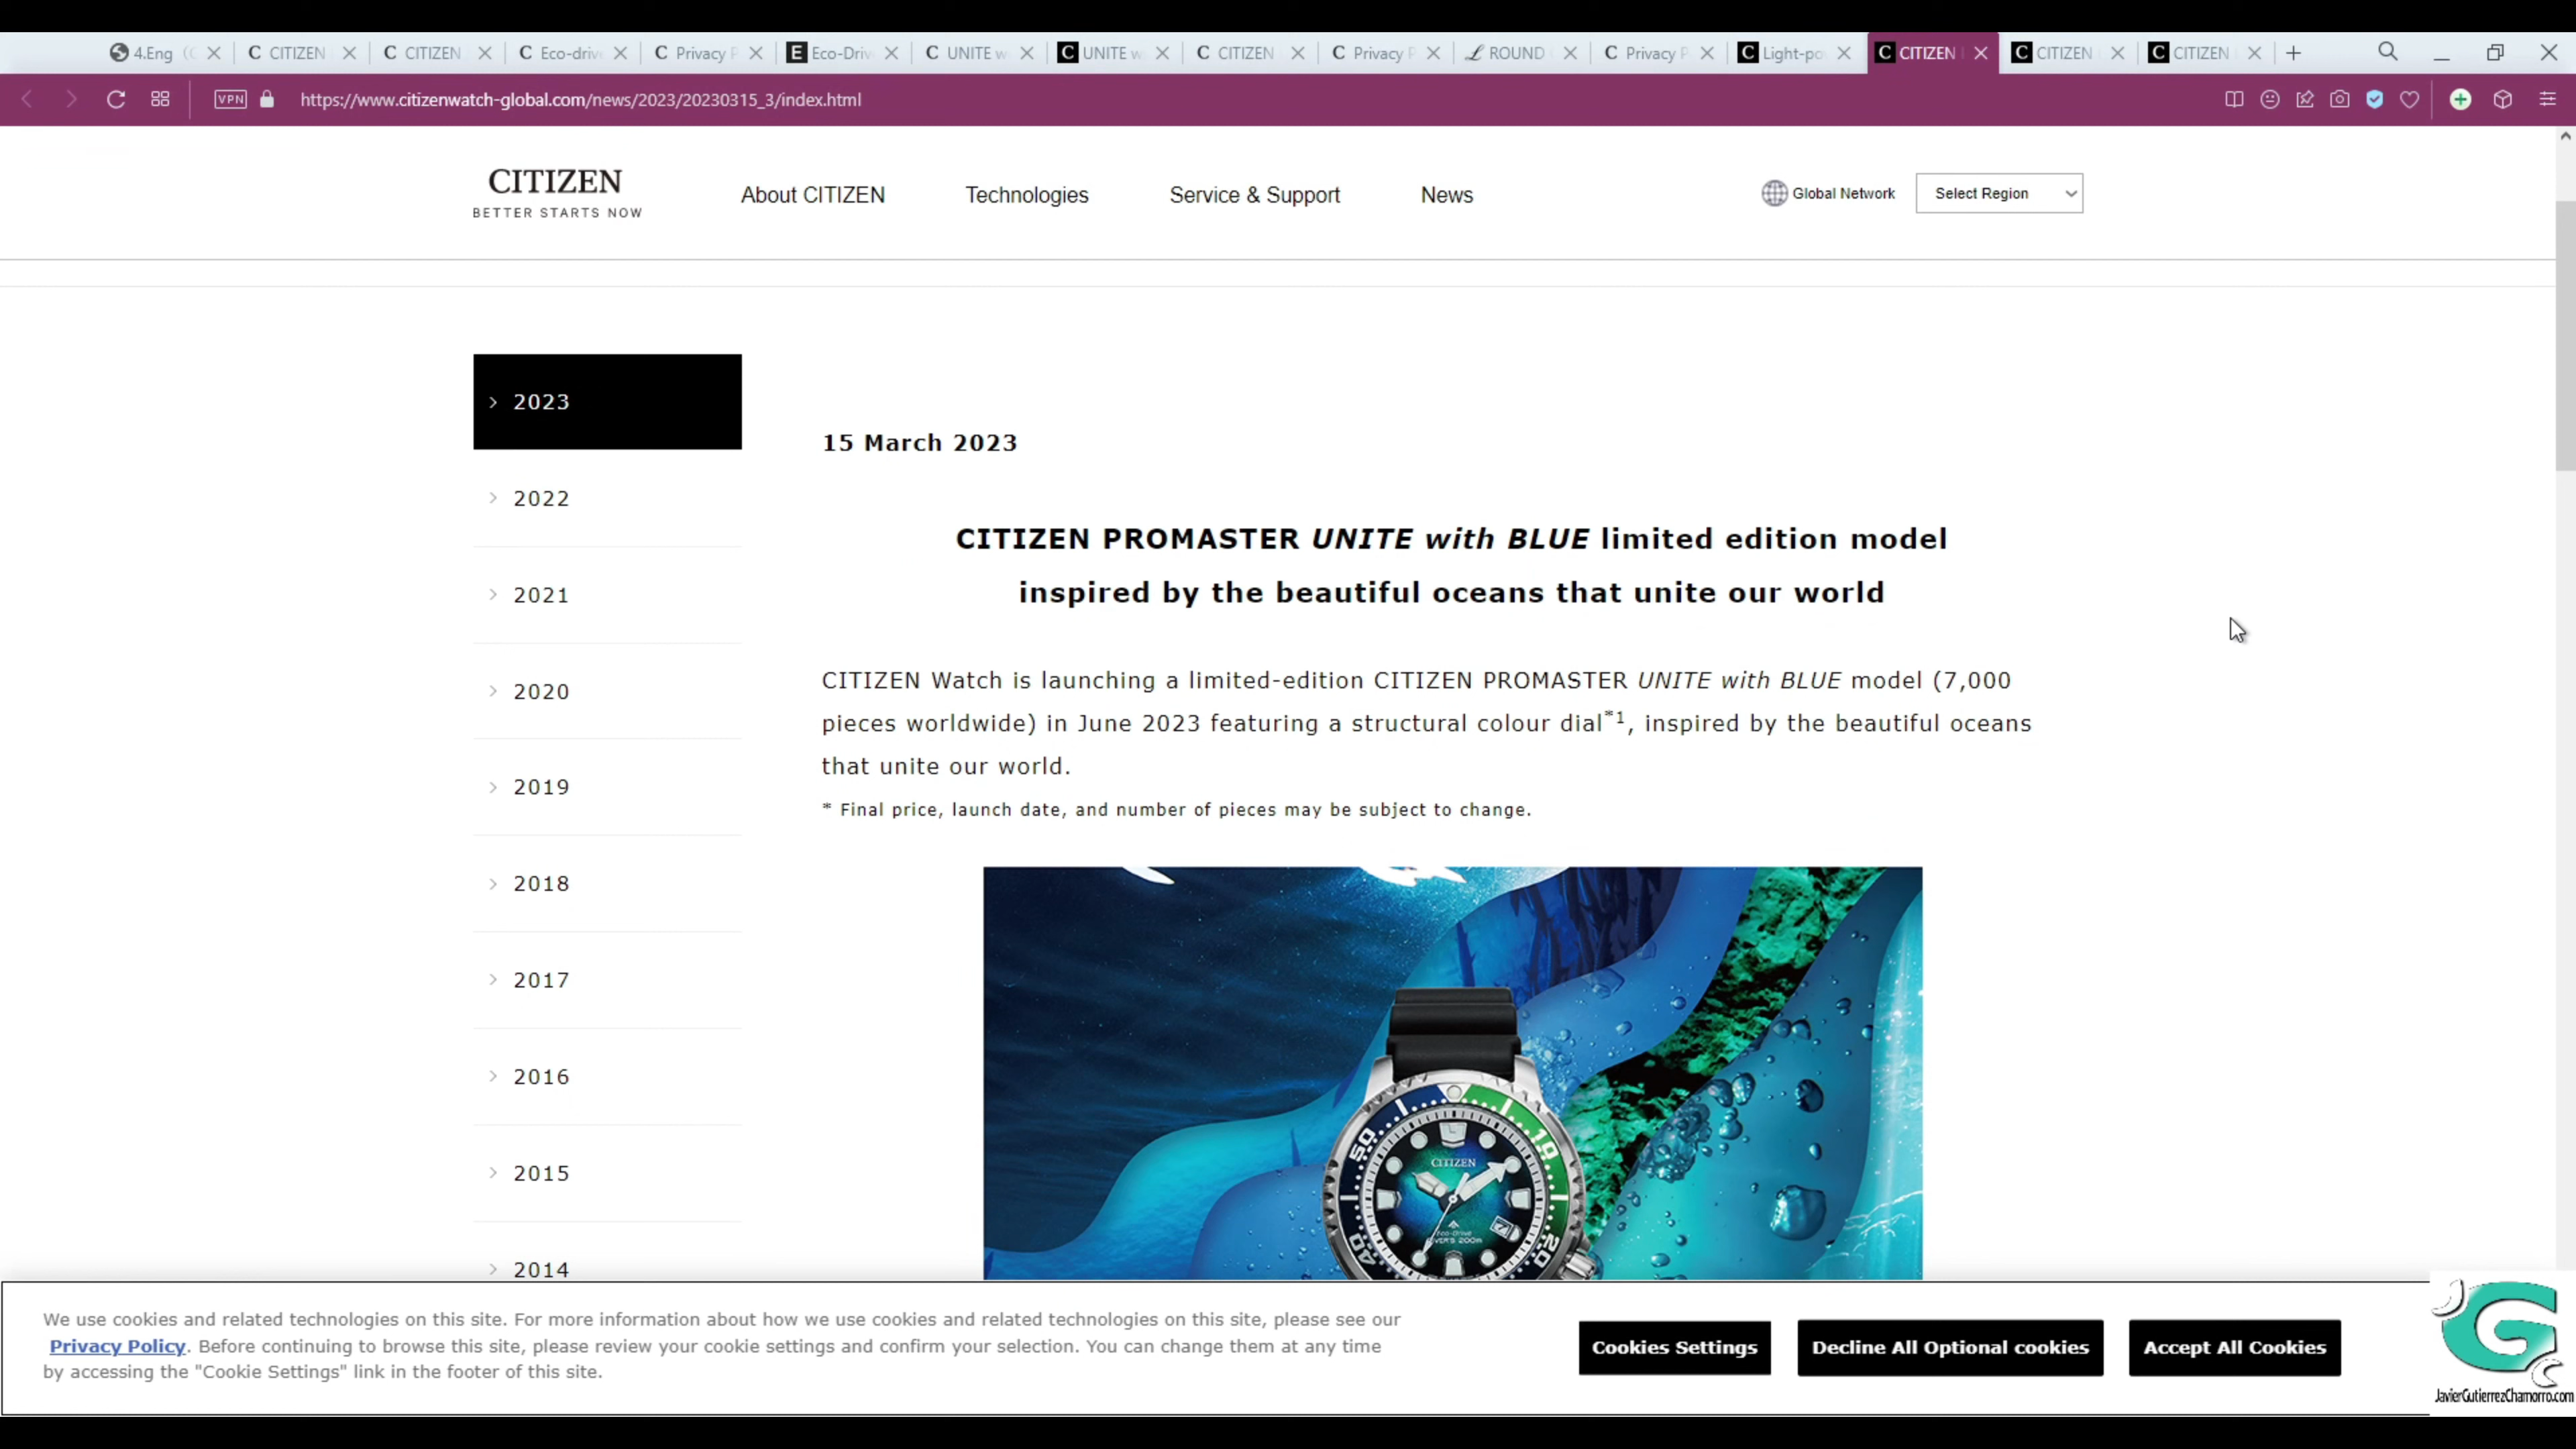 4.Eng
CITIZEN
CITIZEN
Eco-driv
Privacy P
Eco-Driv
UNITE w
UNITE w
CITIZEN
Privacy P
ROUND
Privacy P
Light-po
CITIZEN
CITIZEN
CITIZEN
VPN https://www.citizenwatch-global.com/news/2023/20230315_3/index.html
CITIZEN
BETTER STARTS NOW
About CITIZEN Technologies Service & Support News
Global Network Select Region
2023
2022
2021
2020
2019
2018
2017
2016
2015
2014
15 March 2023
CITIZEN PROMASTER UNITE with BLUE limited edition model
inspired by the beautiful oceans that unite our world
CITIZEN Watch is launching a limited-edition CITIZEN PROMASTER UNITE with BLUE model (7,000
pieces worldwide) in June 2023 featuring a structural colour dial*1, inspired by the beautiful oceans
that unite our world.
* Final price, launch date, and number of pieces may be subject to change.
50 10
CITIZEN
Eco-Drive
DIVER'S 200M
40 20
We use cookies and related technologies on this site. For more information about how we use cookies and related technologies on this site, please see our
Privacy Policy. Before continuing to browse this site, please review your cookie settings and confirm your selection. You can change them at any time
by accessing the "Cookie Settings" link in the footer of this site.
Cookies Settings
Decline All Optional cookies
Accept All Cookies
JavierGutierrezChamorro.com